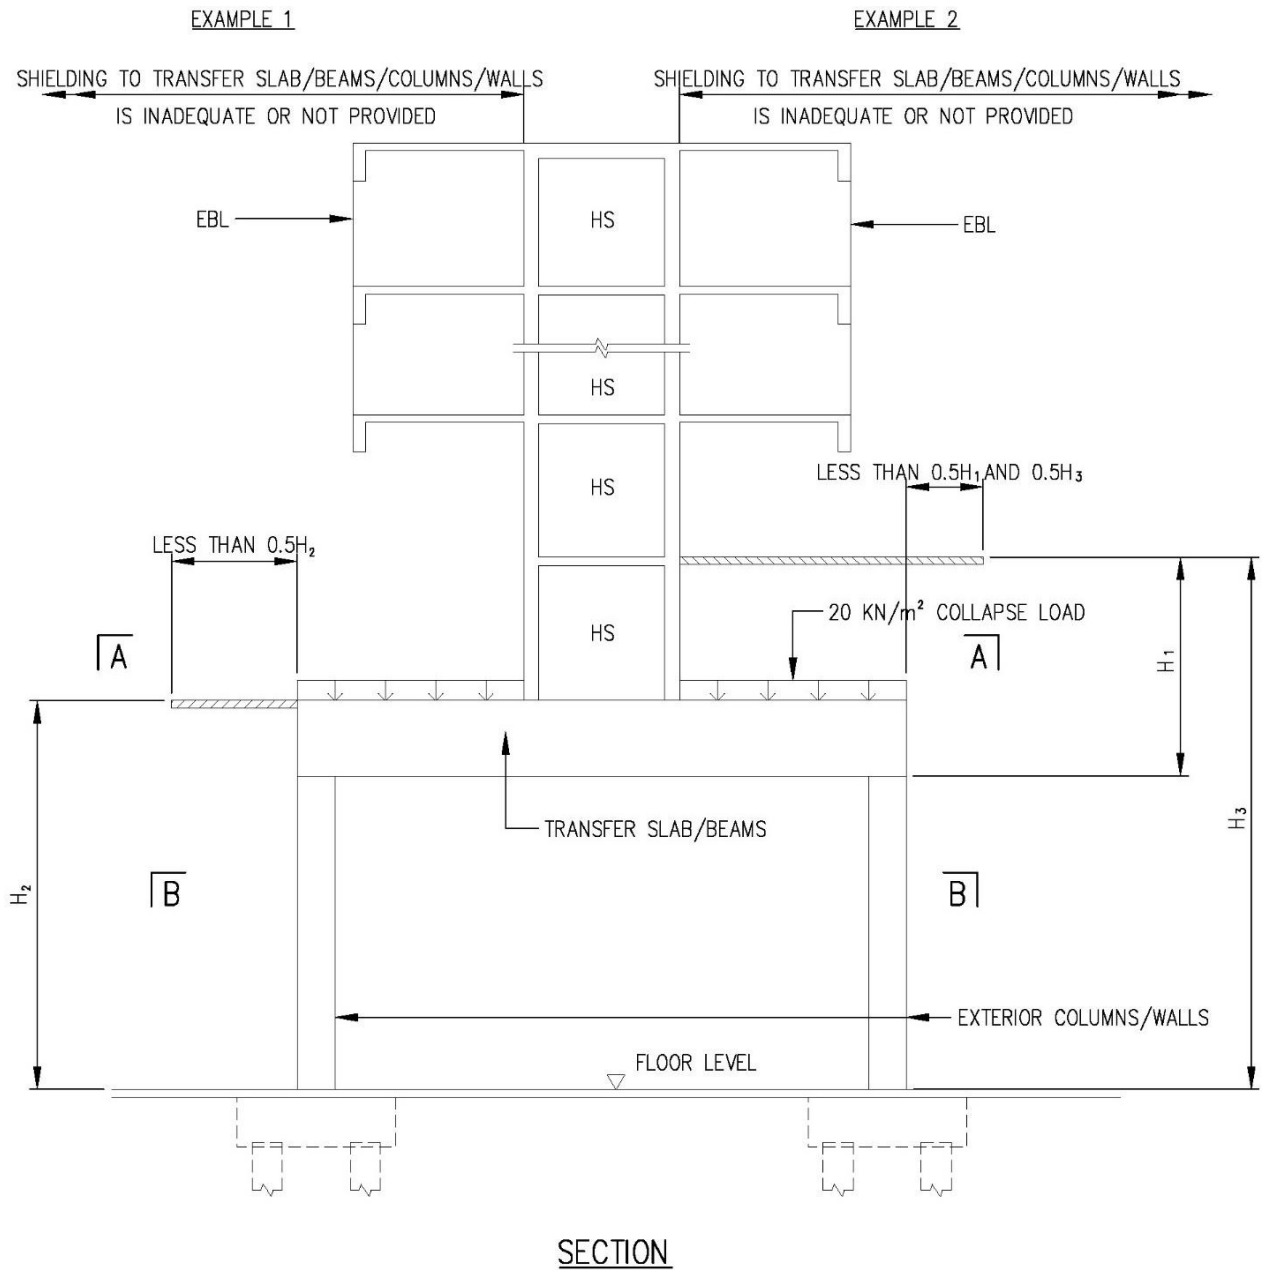 EXAMPLE 1
EXAMPLE 2
SHIELDING TO TRANSFER SLAB/BEAMS/COLUMNS/WALLS
IS INADEQUATE OR NOT PROVIDED
SHIELDING TO TRANSFER SLAB/BEAMS/COLUMNS/WALLS
IS INADEQUATE OR NOT PROVIDED
EBL
HS
EBL
HS
LESS THAN 0.5H₁ AND 0.5H₃
HS
LESS THAN 0.5H₂
20 KN/m² COLLAPSE LOAD
HS
A
A
H₁
TRANSFER SLAB/BEAMS
H₃
H₂
B
B
EXTERIOR COLUMNS/WALLS
FLOOR LEVEL
SECTION